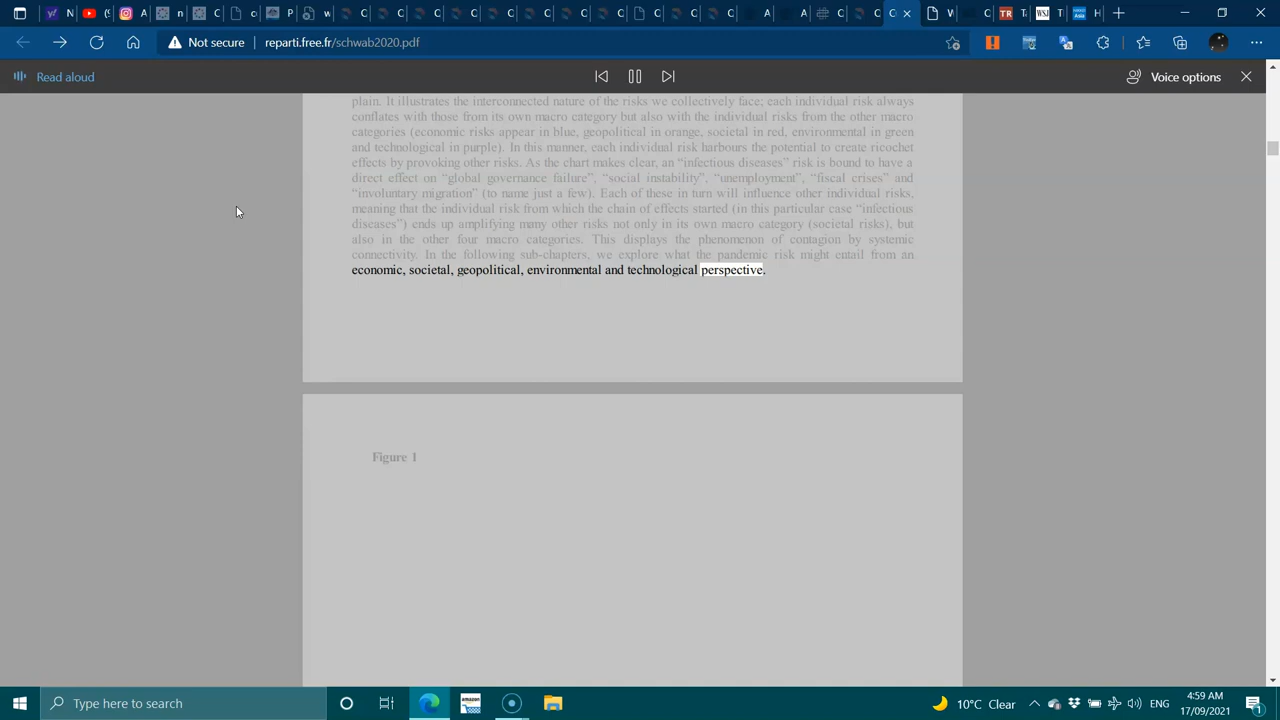 N
(
A
n
C
c
P
w
C
C
C
C
C
C
C
C
C
C
C
A
A
C
C
C
W
C
TR
T
WSJ
T
H
Not secure
reparti.free.fr/schwab2020.pdf
Read aloud
Voice options
plain. It illustrates the interconnected nature of the risks we collectively face; each individual risk always
conflates with those from its own macro category but also with the individual risks from the other macro
categories (economic risks appear in blue, geopolitical in orange, societal in red, environmental in green
and technological in purple). In this manner, each individual risk harbours the potential to create ricochet
effects by provoking other risks. As the chart makes clear, an “infectious diseases” risk is bound to have a
direct effect on “global governance failure”, “social instability”, “unemployment”, “fiscal crises” and
“involuntary migration” (to name just a few). Each of these in turn will influence other individual risks,
meaning that the individual risk from which the chain of effects started (in this particular case “infectious
diseases”) ends up amplifying many other risks not only in its own macro category (societal risks), but
also in the other four macro categories. This displays the phenomenon of contagion by systemic
connectivity. In the following sub-chapters, we explore what the pandemic risk might entail from an
economic, societal, geopolitical, environmental and technological perspective.
Figure 1
Type here to search
amazon
10°C Clear
ENG
4:59 AM
17/09/2021